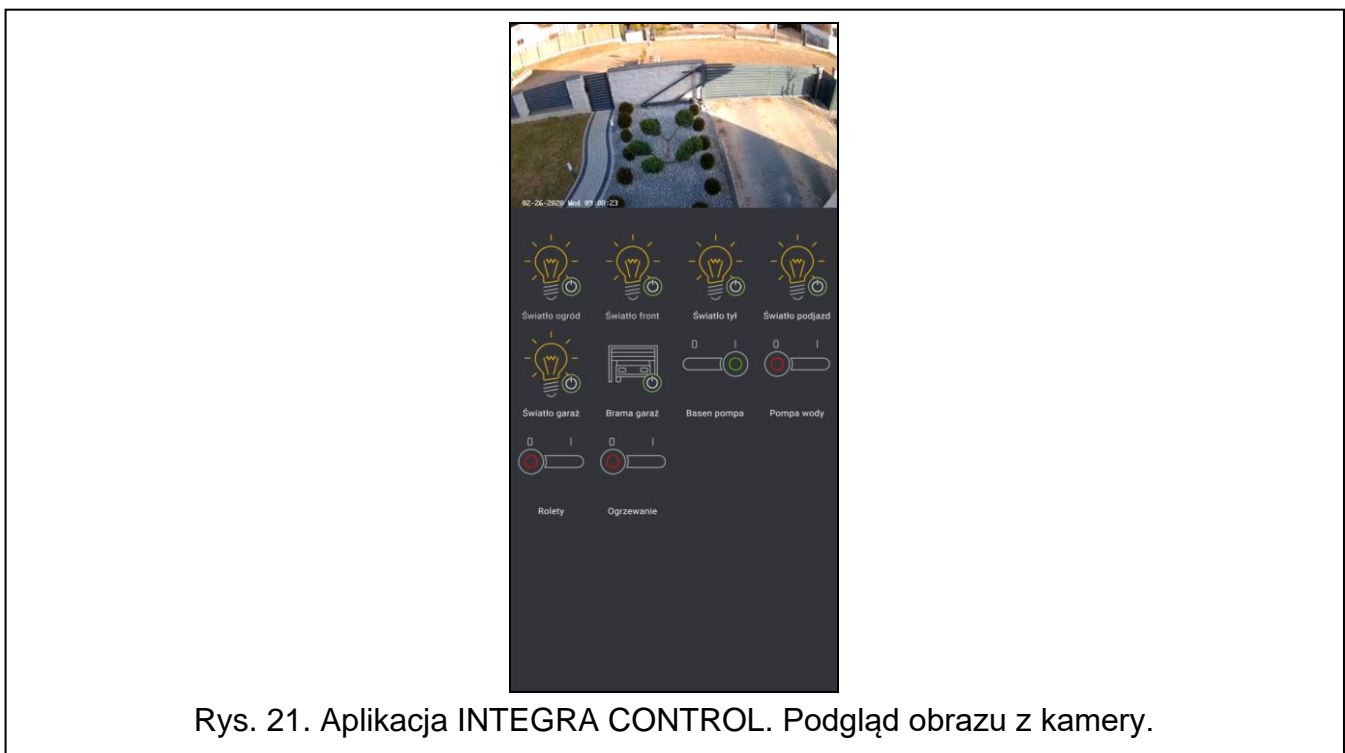 02-26-2020 Wed 09:08:23
Światło ogród Światło front Światło tył Światło podjazd
0 I 0 I
Światło garaż Brama garaż Basen pompa Pompa wody
0 I 0 I
Rolety Ogrzewanie
Rys. 21. Aplikacja INTEGRA CONTROL. Podgląd obrazu z kamery.